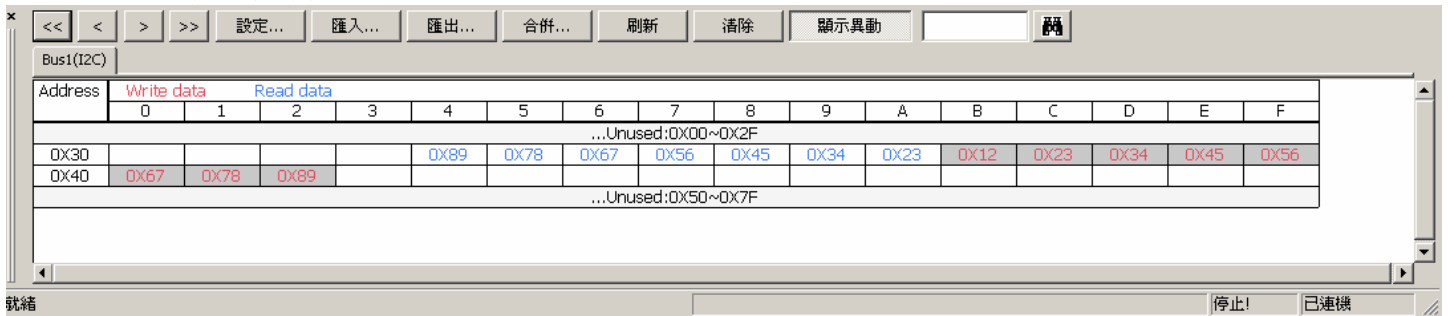 << < > >> 設定... 匯入... 匯出... 合併... 刷新 清除 顯示異動
Bus1(I2C)
Address Write data Read data
0 1 2 3 4 5 6 7 8 9 A B C D E F
...Unused:0X00~0X2F
0X30 0X89 0X78 0X67 0X56 0X45 0X34 0X23 0X12 0X23 0X34 0X45 0X56
0X40 0X67 0X78 0X89
...Unused:0X50~0X7F
就緒 停止! 已連機